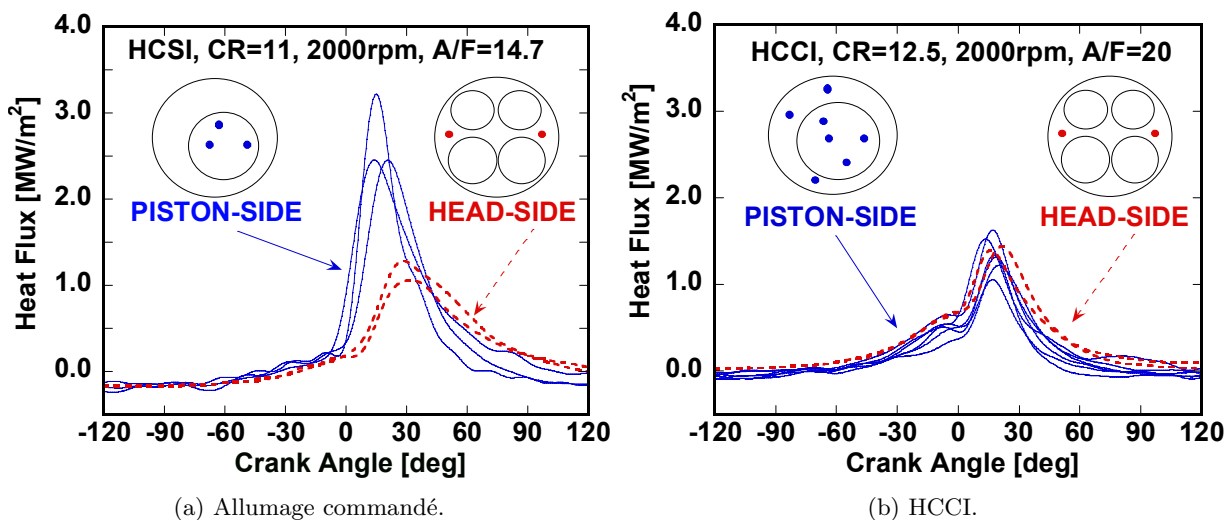 HCSI, CR=11, 2000rpm, A/F=14.7
PISTON-SIDE
HEAD-SIDE
Heat Flux [MW/m²]
4.0
3.0
2.0
1.0
0.0
-120 -90 -60 -30 0 30 60 90 120
Crank Angle [deg]
(a) Allumage commandé.
HCCI, CR=12.5, 2000rpm, A/F=20
PISTON-SIDE
HEAD-SIDE
Heat Flux [MW/m²]
4.0
3.0
2.0
1.0
0.0
-120 -90 -60 -30 0 30 60 90 120
Crank Angle [deg]
(b) HCCI.